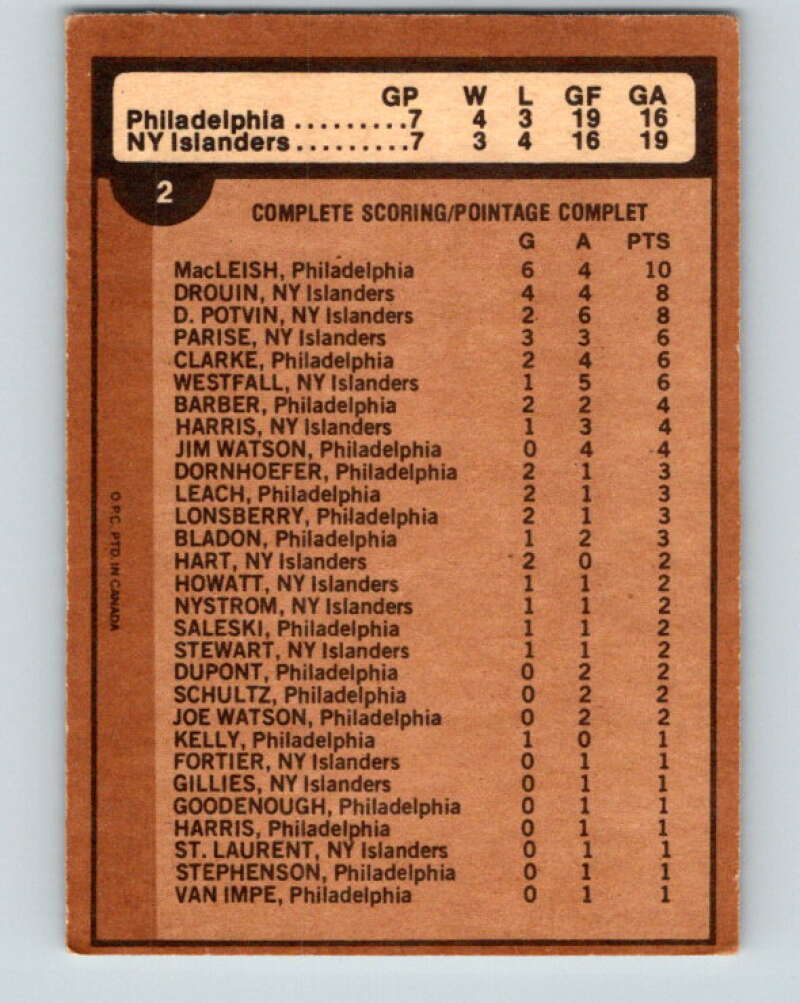 GP W L GF GA
Philadelphia .........7 4 3 19 16
NY Islanders.........7 3 4 16 19
2
COMPLETE SCORING/POINTAGE COMPLET
G A PTS
MacLEISH, Philadelphia 6 4 10
DROUIN, NY Islanders 4 4 8
D. POTVIN, NY Islanders 2 6 8
PARISE, NY Islanders 3 3 6
CLARKE, Philadelphia 2 4 6
WESTFALL, NY Islanders 1 5 6
BARBER, Philadelphia 2 2 4
HARRIS, NY Islanders 1 3 4
JIM WATSON, Philadelphia 0 4 4
DORNHOEFER, Philadelphia 2 1 3
LEACH, Philadelphia 2 1 3
LONSBERRY, Philadelphia 2 1 3
BLADON, Philadelphia 1 2 3
HART, NY Islanders 2 0 2
HOWATT, NY Islanders 1 1 2
NYSTROM, NY Islanders 1 1 2
SALESKI, Philadelphia 1 1 2
STEWART, NY Islanders 1 1 2
DUPONT, Philadelphia 0 2 2
SCHULTZ, Philadelphia 0 2 2
JOE WATSON, Philadelphia 0 2 2
KELLY, Philadelphia 1 0 1
FORTIER, NY Islanders 0 1 1
GILLIES, NY Islanders 0 1 1
GOODENOUGH, Philadelphia 0 1 1
HARRIS, Philadelphia 0 1 1
ST. LAURENT, NY Islanders 0 1 1
STEPHENSON, Philadelphia 0 1 1
VAN IMPE, Philadelphia 0 1 1
O.P.C. PTD. IN CANADA